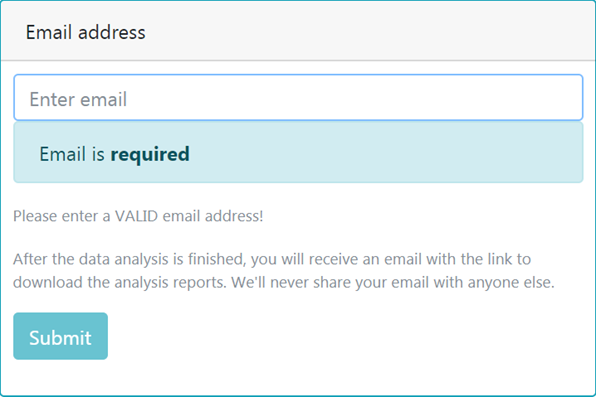 Email address
Enter email
Email is required
Please enter a VALID email address!
After the data analysis is finished, you will receive an email with the link to
download the analysis reports. We'll never share your email with anyone else.
Submit